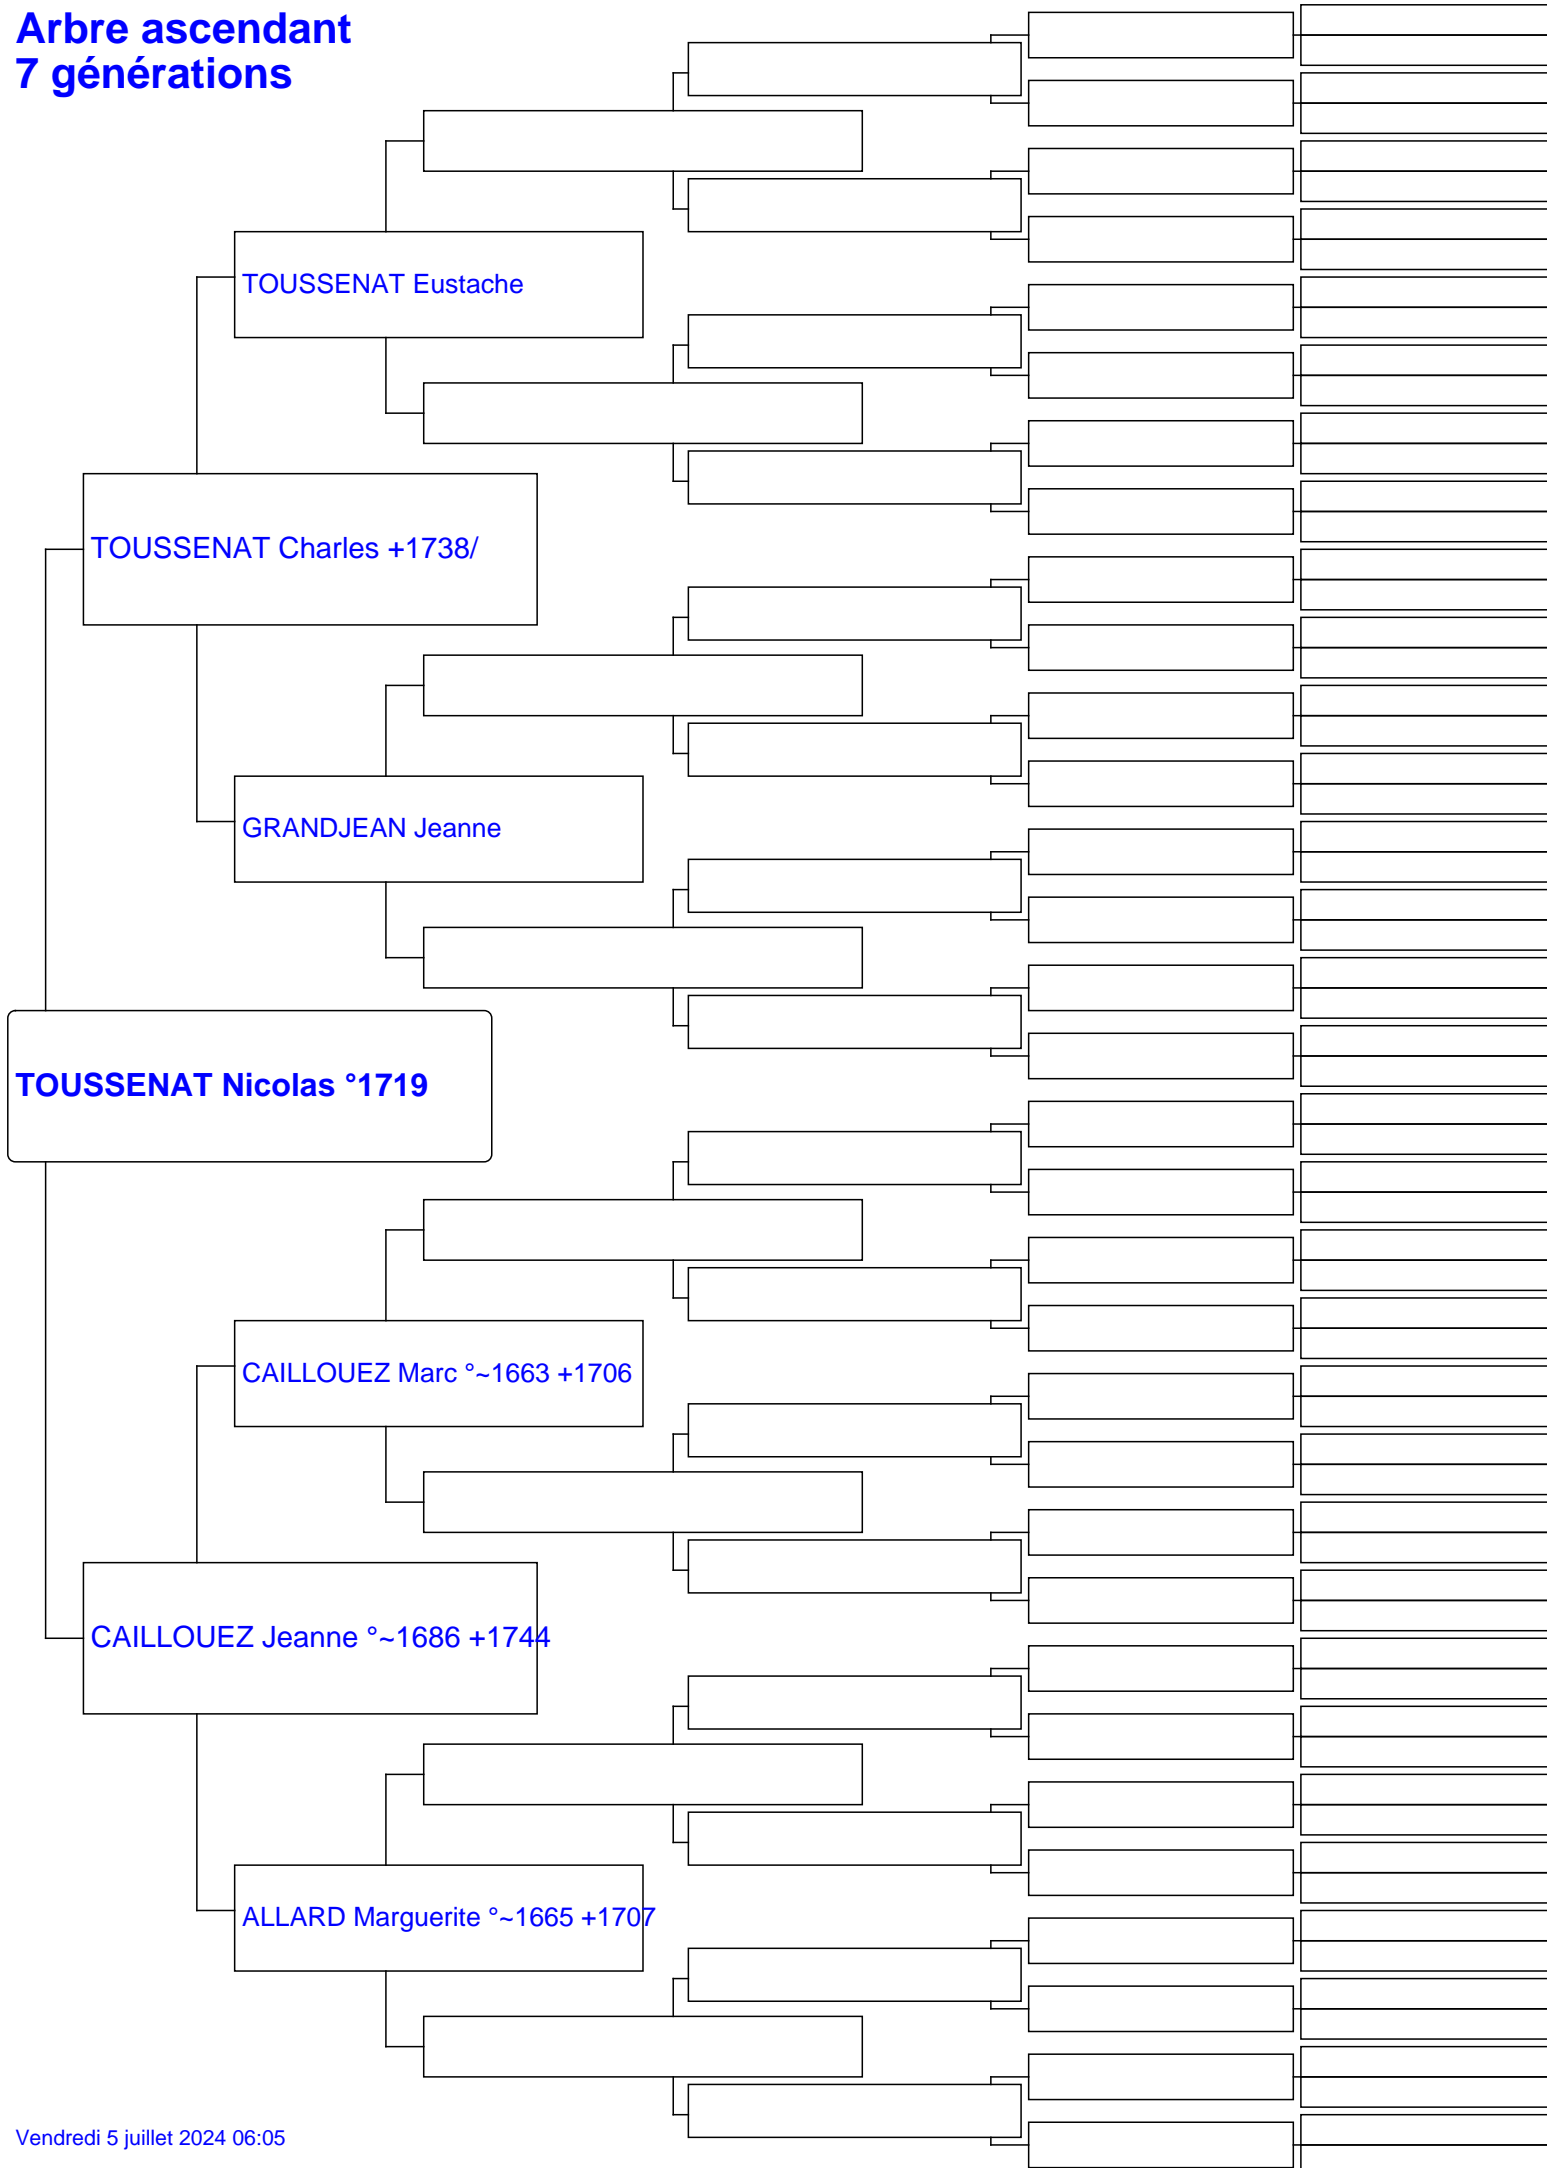 Arbre ascendant
7 générations
TOUSSENAT Eustache
TOUSSENAT Charles +1738/
GRANDJEAN Jeanne
TOUSSENAT Nicolas °1719
CAILLOUEZ Marc °~1663 +1706
CAILLOUEZ Jeanne °~1686 +1744
ALLARD Marguerite °~1665 +1707
Vendredi 5 juillet 2024 06:05